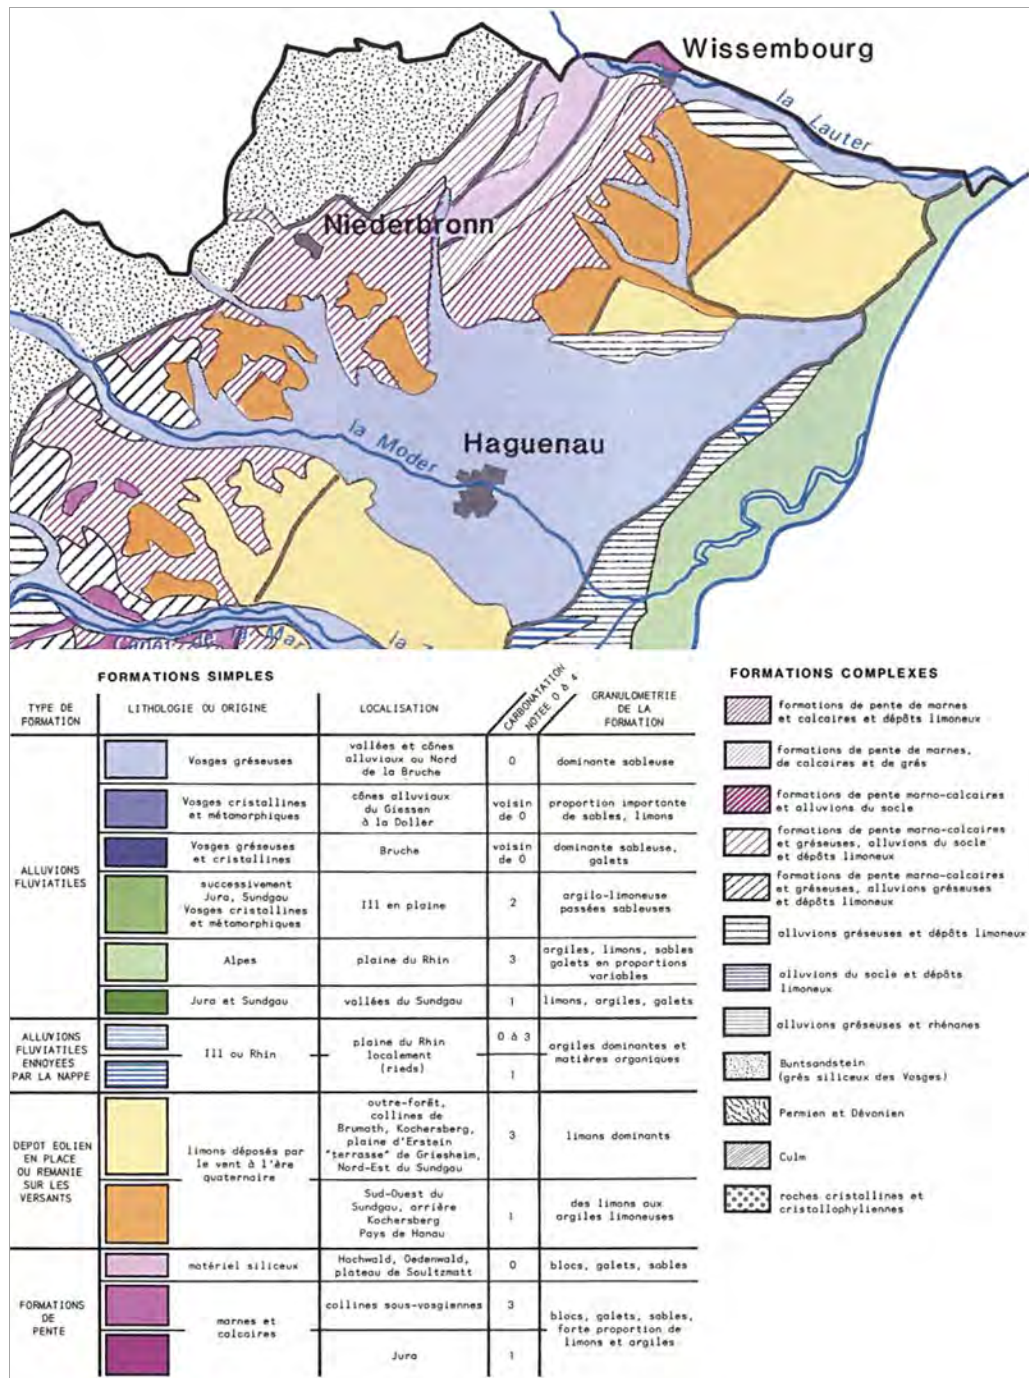 Wissembourg
la Lauter
Niederbronn
la Moder
Haguenau
Canal de la Mar
la
FORMATIONS SIMPLES
TYPE DE
FORMATION
LITHOLOGIE OU ORIGINE
LOCALISATION
CARBONATATION
NOTÉE 0 à 4
GRANULOMETRIE
DE LA
FORMATION
ALLUVIONS
FLUVIATILES
Vosges gréseuses
vallées et cônes
alluviaux au Nord
de la Bruche
0
dominante sableuse
Vosges cristallines
et métamorphiques
cônes alluviaux
du Giessen
à la Doller
voisin
de 0
proportion importante
de sables, limons
Vosges gréseuses
et cristallines
Bruche
voisin
de 0
dominante sableuse,
galets
successivement
Jura, Sundgau
Vosges cristallines
et métamorphiques
Ill en plaine
2
argilo-limoneuse
passées sableuses
Alpes
plaine du Rhin
3
argiles, limons, sables
galets en proportions
variables
Jura et Sundgau
vallées du Sundgau
1
limons, argiles, galets
ALLUVIONS
FLUVIATILES
ENNOYÉES
PAR LA NAPPE
Ill ou Rhin
plaine du Rhin
localement
(rieds)
0 à 3
1
argiles dominantes et
matières organiques
DEPOT EOLIEN
EN PLACE
OU REMANIE
SUR LES
VERSANTS
limons déposés par
le vent à l'ère
quaternaire
outre-forêt,
collines de
Brumath, Kochersberg,
plaine d'Erstein
"terrasse" de Griesheim,
Nord-Est du Sundgau
3
limons dominants
Sud-Ouest du
Sundgau, arrière
Kochersberg
Pays de Hanau
1
des limons aux
argiles limoneuses
FORMATIONS
DE
PENTE
matériel siliceux
Hochwald, Oedenwald,
plateau de Soultzmatt
0
blocs, galets, sables
marnes et
calcaires
collines sous-vosgiennes
3
Jura
1
blocs, galets, sables,
forte proportion de
limons et argiles
FORMATIONS COMPLEXES
formations de pente de marnes
et calcaires et dépôts limoneux
formations de pente de marnes,
de calcaires et de grés
formations de pente marno-calcaires
et alluvions du socle
formations de pente marno-calcaires
et gréseuses, alluvions du socle
et dépôts limoneux
formations de pente marno-calcaires
et gréseuses, alluvions gréseuses
et dépôts limoneux
alluvions gréseuses et dépôts limoneux
alluvions du socle et dépôts
limoneux
alluvions gréseuses et rhénanes
Buntsandstein
(grès siliceux des Vosges)
Permien et Dévonien
Culm
roches cristallines et
cristallophyliennes